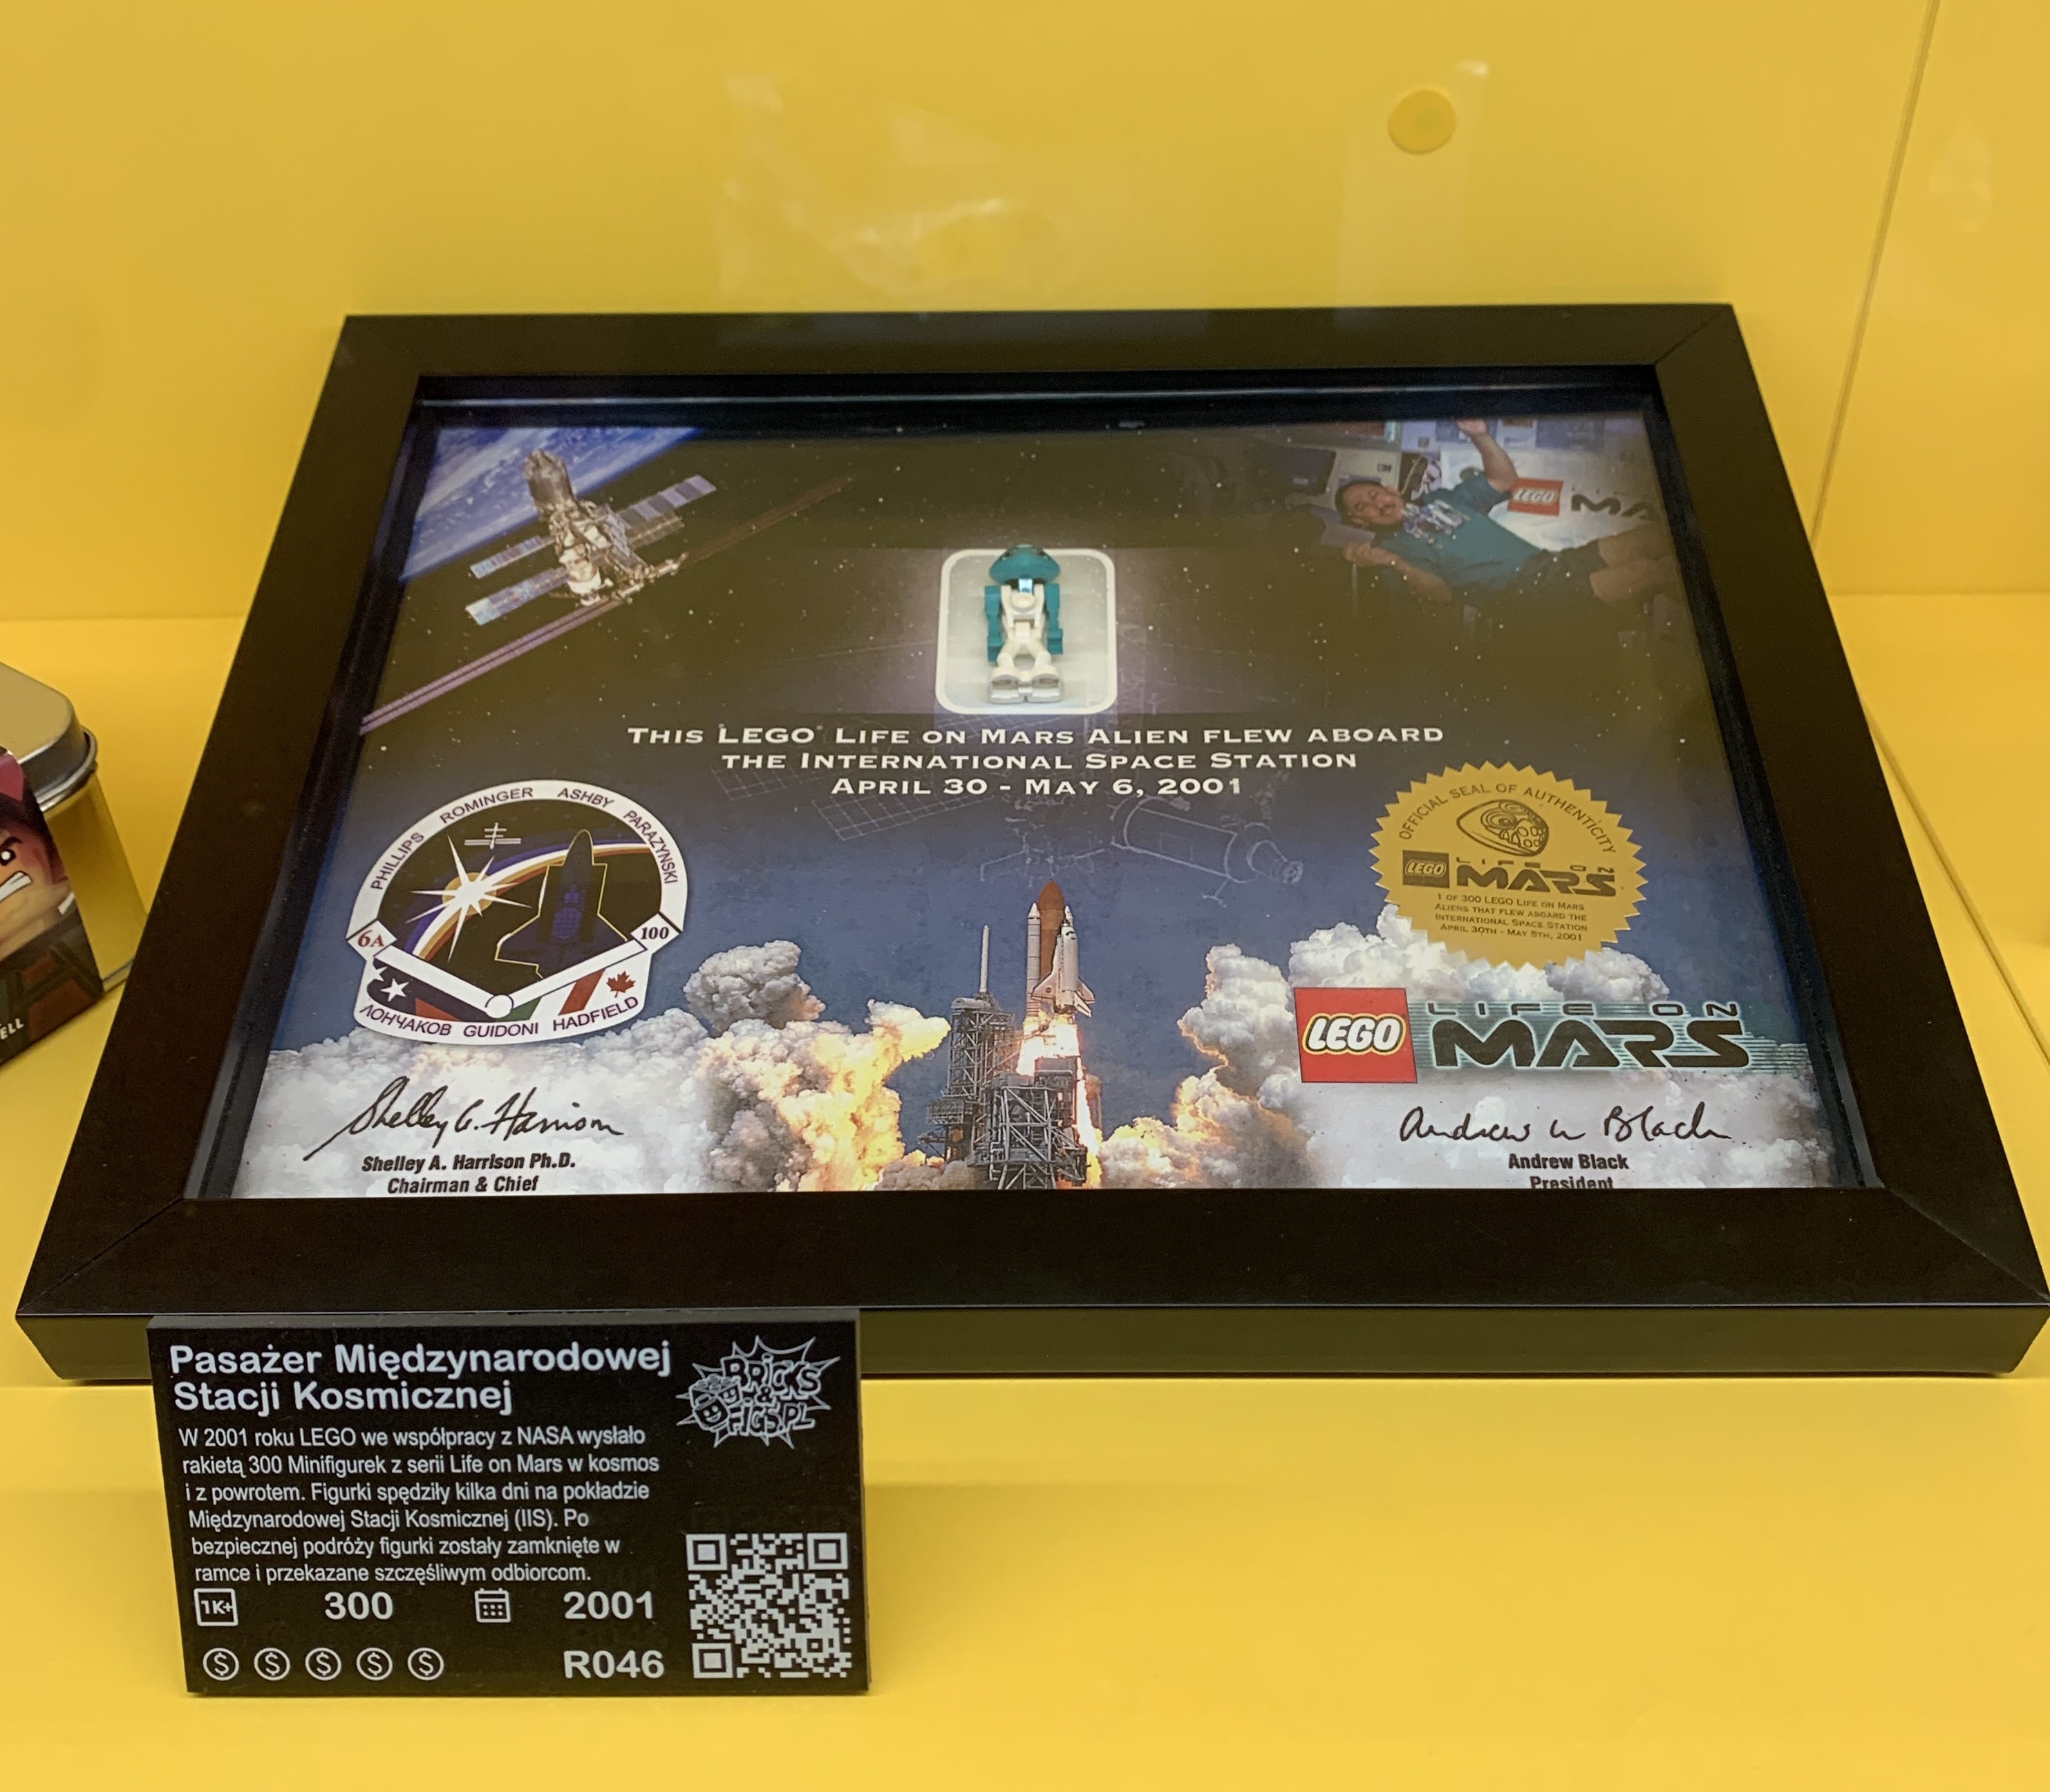 LEGO
MA
THIS LEGO LIFE ON MARS ALIEN FLEW ABOARD
THE INTERNATIONAL SPACE STATION
APRIL 30 - MAY 6, 2001
PHILLIPS ROMINGER ASHBY PARAZYNSKI
6A
100
ЛОНЧАКОВ GUIDONI HADFIELD
OFFICIAL SEAL OF AUTHENTICITY
LEGO LIFE ON
MARS
1 OF 300 LEGO LIFE ON MARS
ALIENS THAT FLEW ABOARD THE
INTERNATIONAL SPACE STATION
APRIL 30TH - MAY 5TH, 2001
LEGO LIFE ON
MARS
Shelley A. Harrison
Shelley A. Harrison Ph.D.
Chairman & Chief
Andrew W Black
Andrew Black
President
ELL
Pasażer Międzynarodowej
Stacji Kosmicznej
BRICKS
&
FIGS.PL
W 2001 roku LEGO we współpracy z NASA wysłało
rakietą 300 Minifigurek z serii Life on Mars w kosmos
i z powrotem. Figurki spędziły kilka dni na pokładzie
Międzynarodowej Stacji Kosmicznej (IIS). Po
bezpiecznej podróży figurki zostały zamknięte w
ramce i przekazane szczęśliwym odbiorcom.
1K+ 300 2001
$ $ $ $ $ R046